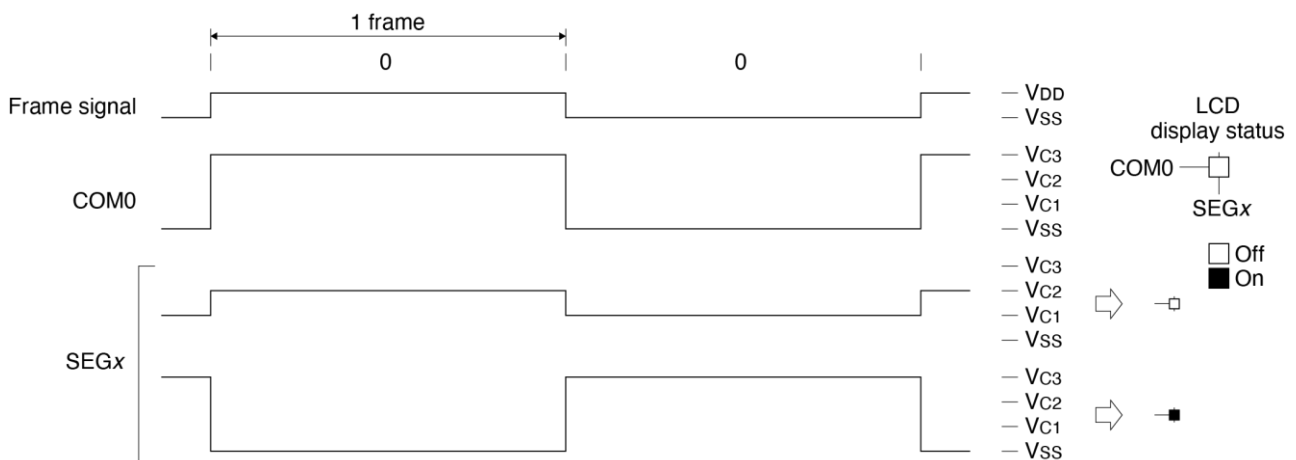 1 frame
0 0
Frame signal
VDD
VSS
LCD
display status
COM0
VC3
VC2
VC1
VSS
COM0
SEGx
Off
On
SEGx
VC3
VC2
VC1
VSS
VC3
VC2
VC1
VSS